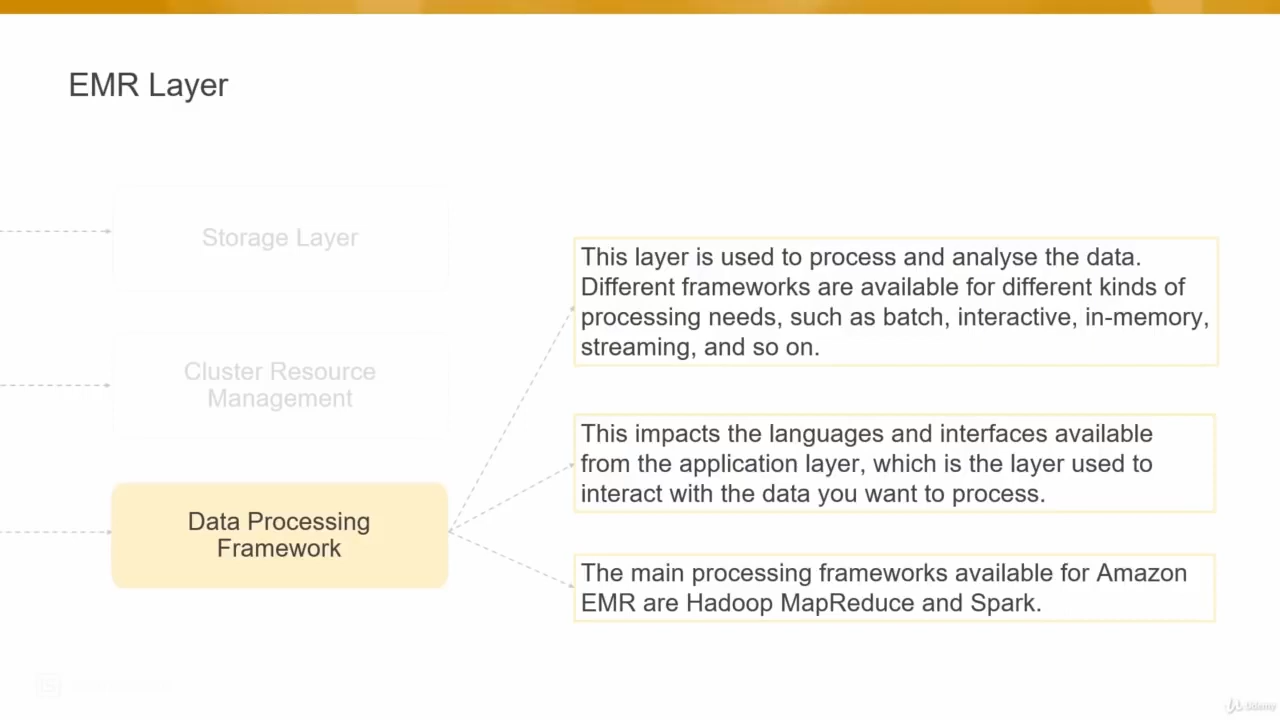 EMR Layer
Storage Layer
Cluster Resource
Management
Data Processing
Framework
This layer is used to process and analyse the data.
Different frameworks are available for different kinds of
processing needs, such as batch, interactive, in-memory,
streaming, and so on.
This impacts the languages and interfaces available
from the application layer, which is the layer used to
interact with the data you want to process.
The main processing frameworks available for Amazon
EMR are Hadoop MapReduce and Spark.
Udemy